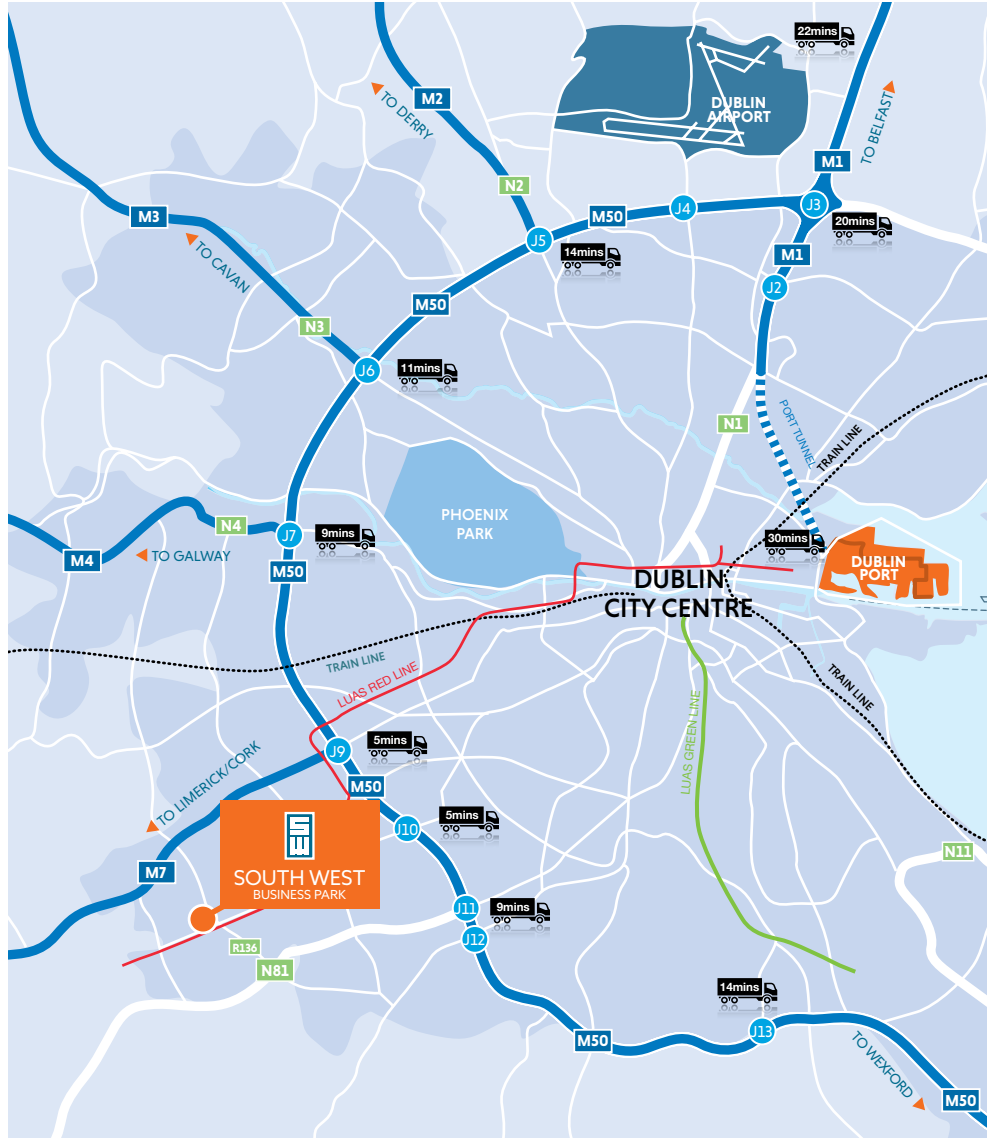 22mins
M2
TO DERRY
DUBLIN
AIRPORT
TO BELFAST
M1
N2
M3
M50
J4
J3
20mins
J5
TO CAVAN
14mins
M1
J2
M50
N3
J6
11mins
PORT TUNNEL
N1
TRAIN LINE
PHOENIX
PARK
N4
J7
9mins
30mins
M4
TO GALWAY
M50
DUBLIN
PORT
DUBLIN
CITY CENTRE
TRAIN LINE
LUAS RED LINE
TRAIN LINE
LUAS GREEN LINE
J9
5mins
TO LIMERICK/CORK
M50
J10
5mins
N11
M7
SOUTH WEST
BUSINESS PARK
J11
9mins
J12
R136
N81
14mins
J13
M50
TO WEXFORD
M50